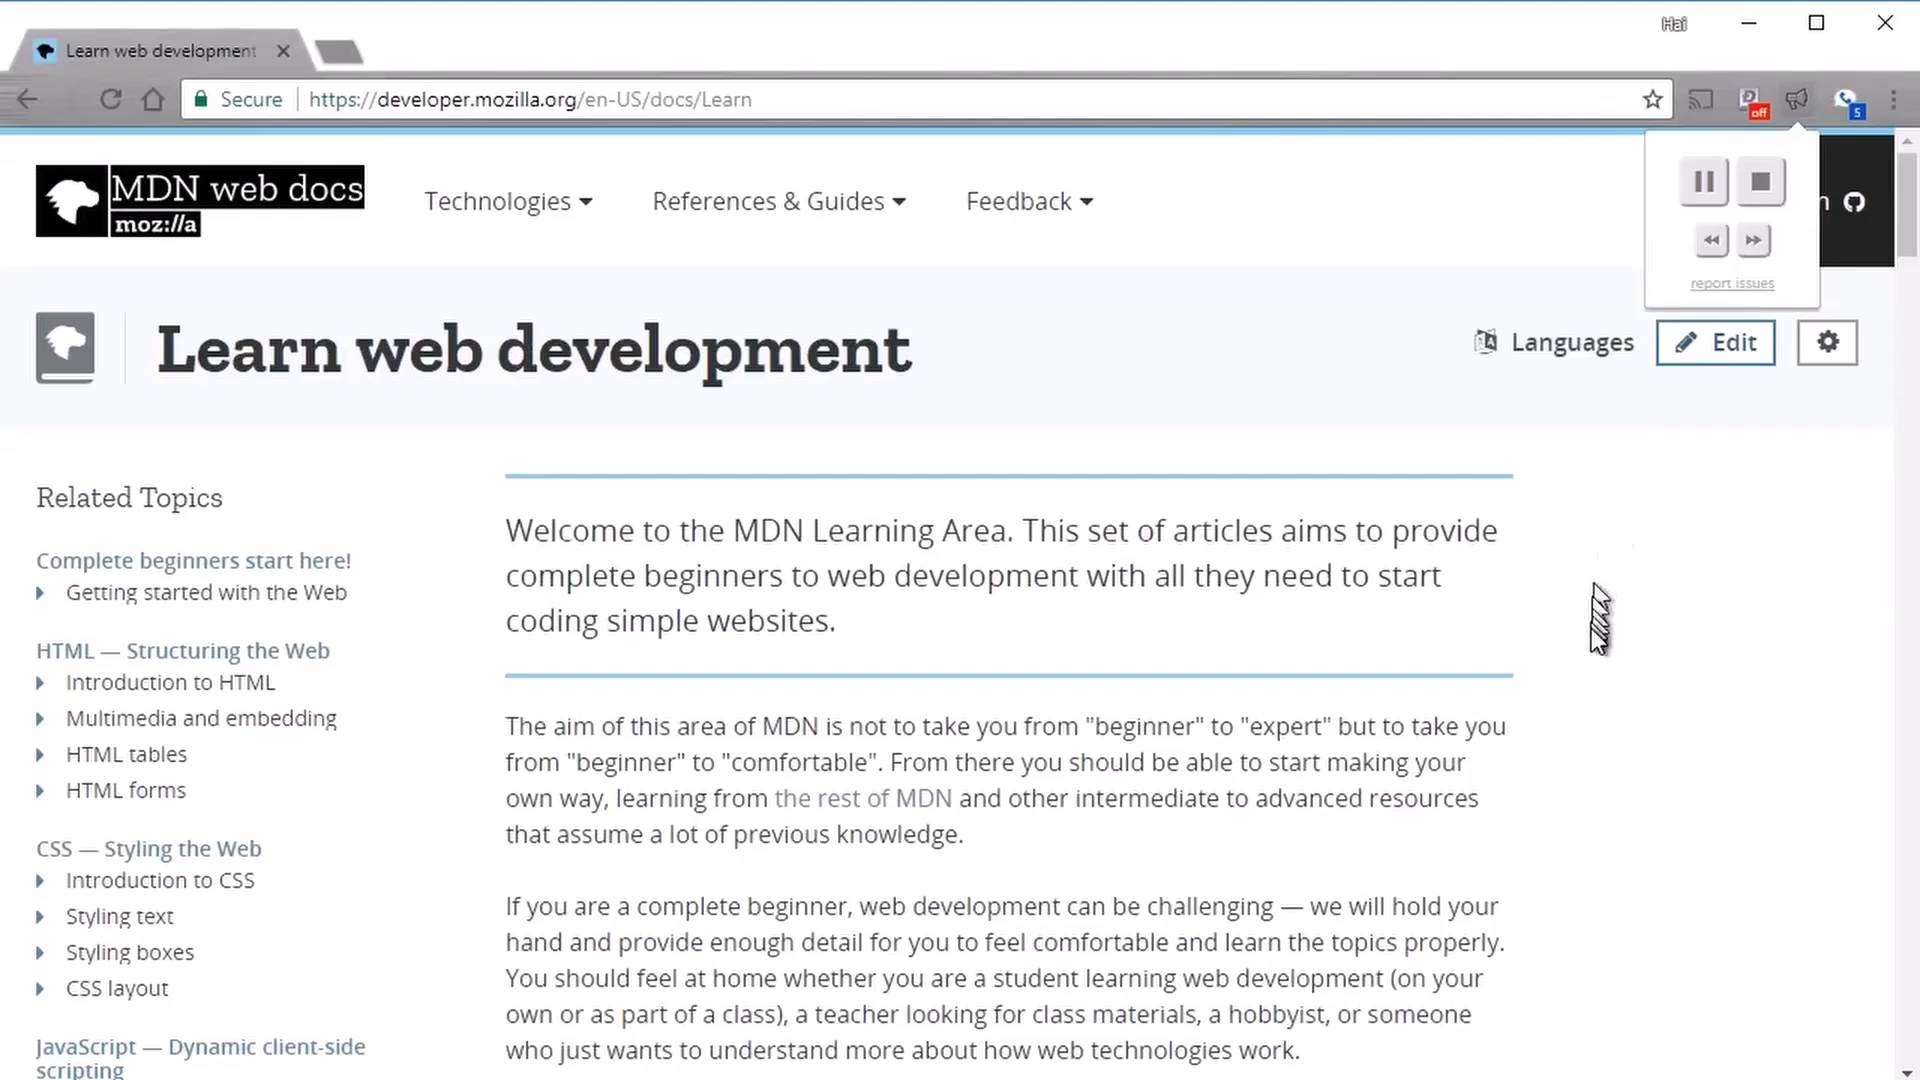 Hai
Learn web development
Secure
https://developer.mozilla.org/en-US/docs/Learn
off
5
MDN web docs
moz://a
Technologies
References & Guides
Feedback
report issues
Learn web development
Languages
Edit
Related Topics
Complete beginners start here!
Getting started with the Web
HTML — Structuring the Web
Introduction to HTML
Multimedia and embedding
HTML tables
HTML forms
CSS — Styling the Web
Introduction to CSS
Styling text
Styling boxes
CSS layout
JavaScript — Dynamic client-side
scripting
Welcome to the MDN Learning Area. This set of articles aims to provide
complete beginners to web development with all they need to start
coding simple websites.
The aim of this area of MDN is not to take you from "beginner" to "expert" but to take you
from "beginner" to "comfortable". From there you should be able to start making your
own way, learning from the rest of MDN and other intermediate to advanced resources
that assume a lot of previous knowledge.
If you are a complete beginner, web development can be challenging — we will hold your
hand and provide enough detail for you to feel comfortable and learn the topics properly.
You should feel at home whether you are a student learning web development (on your
own or as part of a class), a teacher looking for class materials, a hobbyist, or someone
who just wants to understand more about how web technologies work.